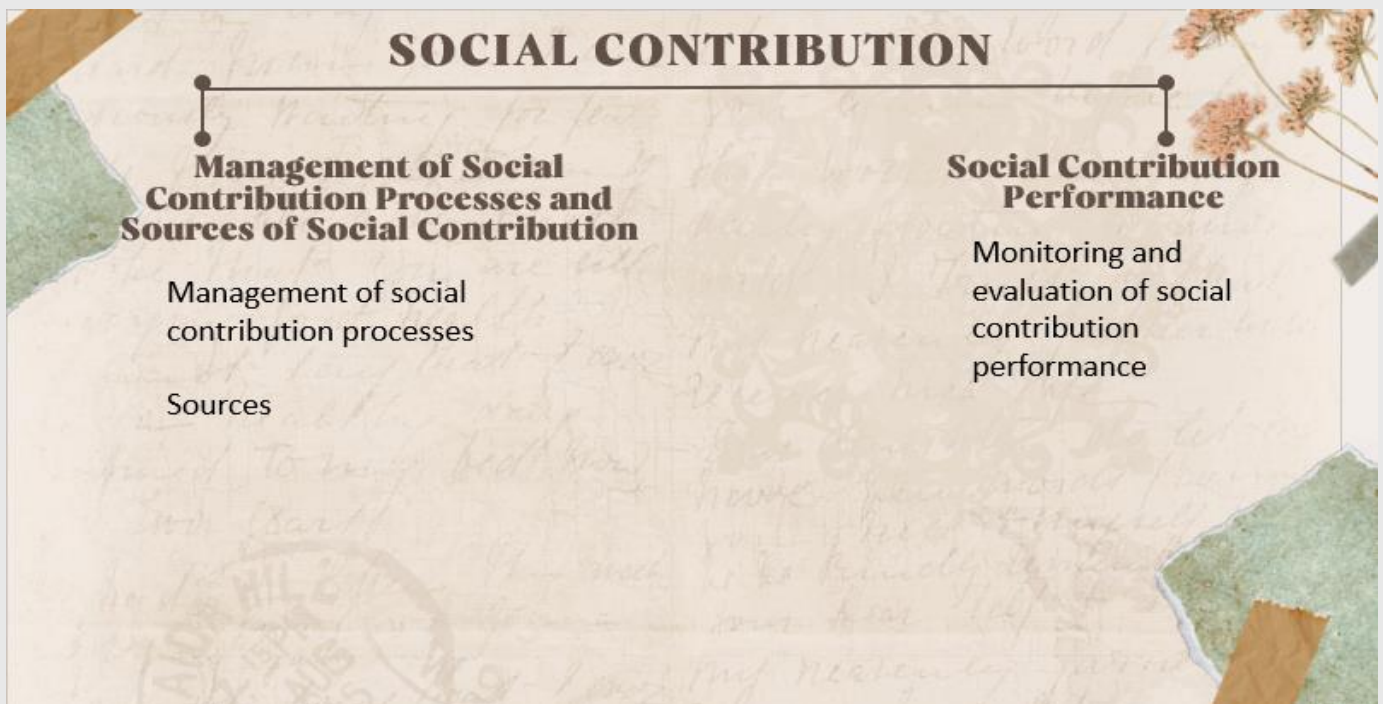 SOCIAL CONTRIBUTION
Management of Social
Contribution Processes and
Sources of Social Contribution
Management of social
contribution processes
Sources
Social Contribution
Performance
Monitoring and
evaluation of social
contribution
performance